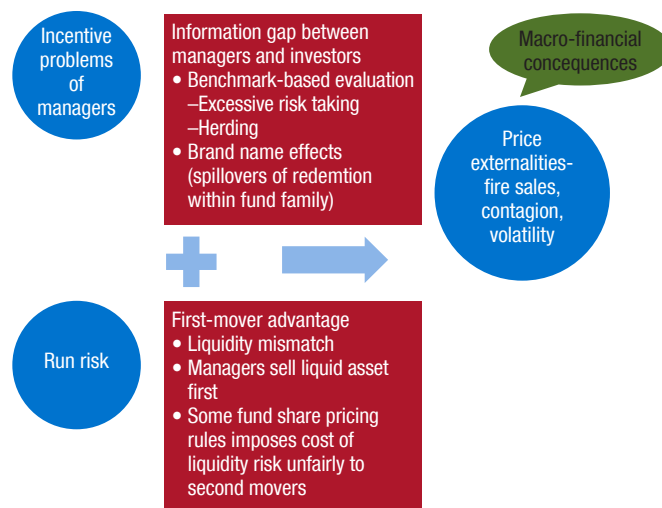 Incentive
problems
of
managers
Information gap between
managers and investors
• Benchmark-based evaluation
–Excessive risk taking
–Herding
• Brand name effects
(spillovers of redemtion
within fund family)
Macro-financial
concequences
Price
externalities-
fire sales,
contagion,
volatility
Run risk
First-mover advantage
• Liquidity mismatch
• Managers sell liquid asset
first
• Some fund share pricing
rules imposes cost of
liquidity risk unfairly to
second movers